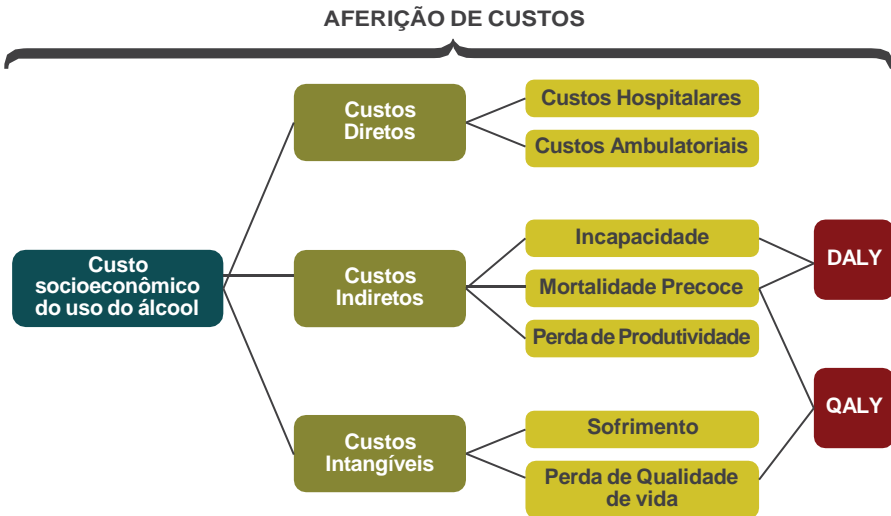 AFERIÇÃO DE CUSTOS
Custos
Diretos
Custos Hospitalares
Custos Ambulatoriais
Custo
socioeconômico
do uso do álcool
Custos
Indiretos
Incapacidade
Mortalidade Precoce
Perda de Produtividade
DALY
QALY
Custos
Intangíveis
Sofrimento
Perda de Qualidade
de vida